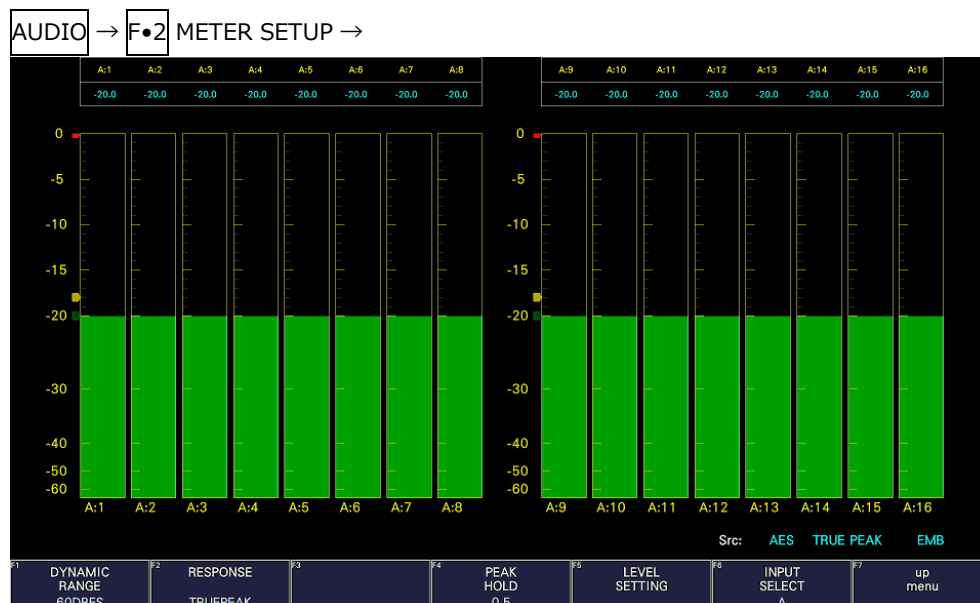 AUDIO → F•2 METER SETUP →
A:1 A:2 A:3 A:4 A:5 A:6 A:7 A:8 A:9 A:10 A:11 A:12 A:13 A:14 A:15 A:16
-20.0 -20.0 -20.0 -20.0 -20.0 -20.0 -20.0 -20.0 -20.0 -20.0 -20.0 -20.0 -20.0 -20.0 -20.0 -20.0
0 0
-5 -5
-10 -10
-15 -15
-20 -20
-30 -30
-40 -40
-50 -50
-60 -60
A:1 A:2 A:3 A:4 A:5 A:6 A:7 A:8 A:9 A:10 A:11 A:12 A:13 A:14 A:15 A:16
Src: AES TRUE PEAK EMB
F1 DYNAMIC F2 RESPONSE F3 F4 PEAK F5 LEVEL F6 INPUT F7 up
RANGE HOLD SETTING SELECT menu
60DBFS TRUEPEAK 0.5 A